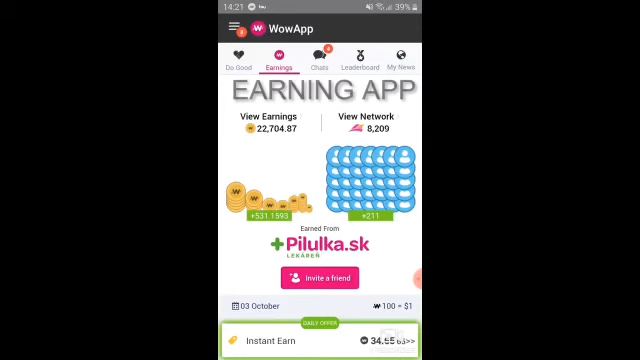 14:21
39%
3
WowApp
4
Do Good
Earnings
Chats
Leaderboard
My News
EARNING APP
View Earnings
View Network
22,704.87
8,209
+531.1593
+211
Earned From
Pilulka.sk
LEKÁREŇ
Invite a friend
03 October
100 = $1
DAILY OFFER
Instant Earn
>>